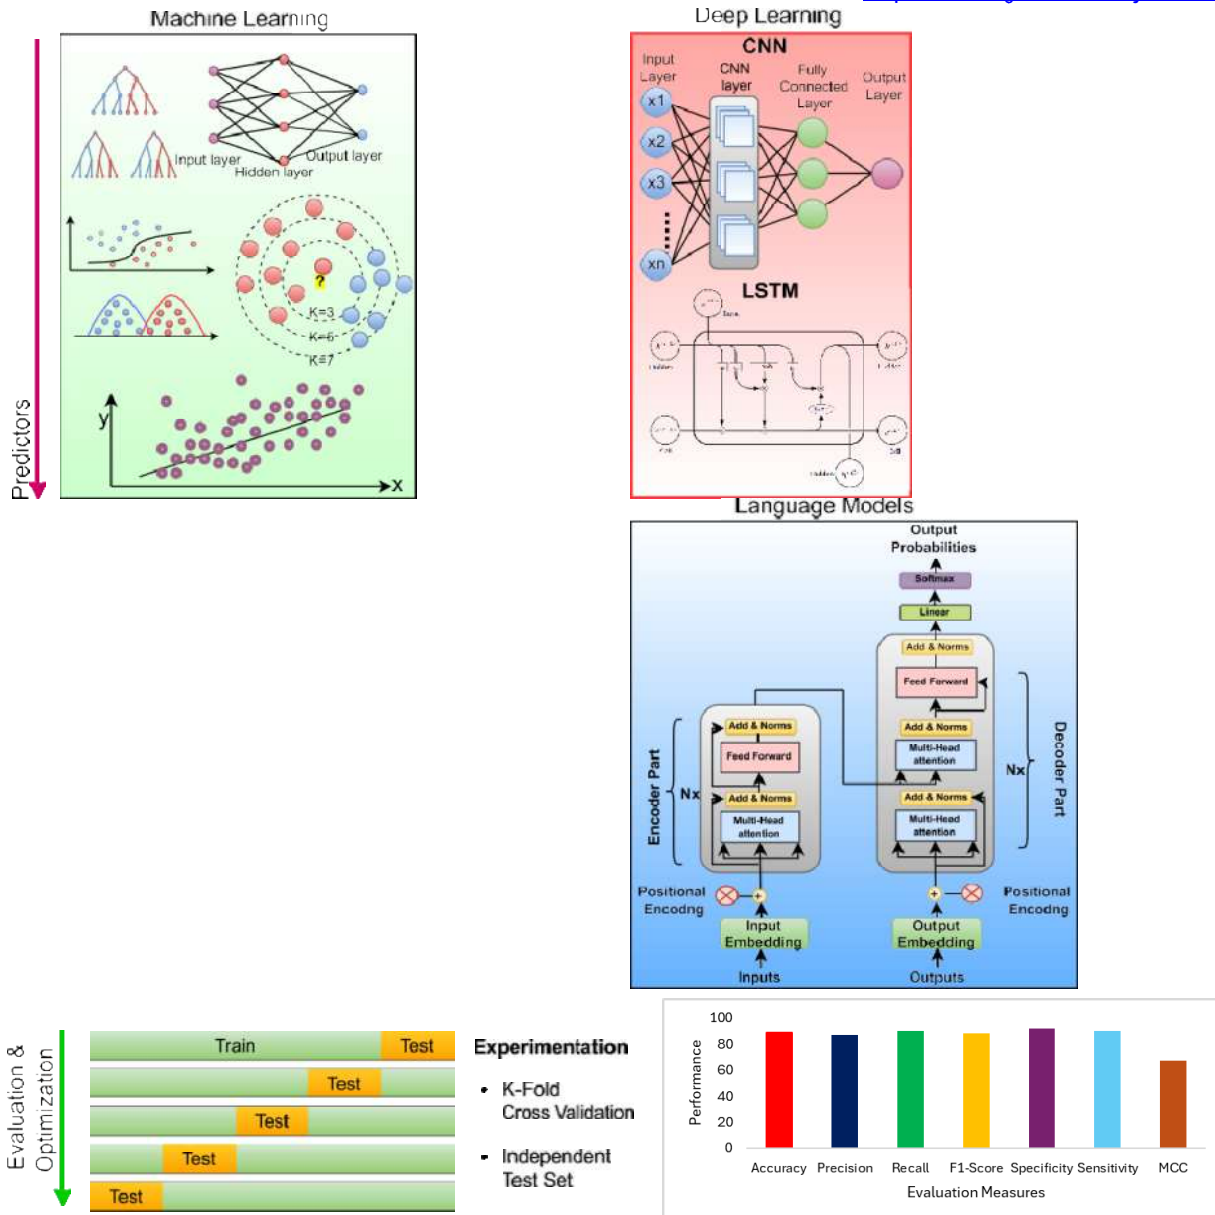 Machine Learning
Input layer
Hidden layer
Output layer
?
K=3
K=5
K=7
y
x
Predictors
Deep Learning
CNN
Input
Layer
CNN
layer
Fully
Connected
Layer
Output
Layer
x1
x2
x3
xn
LSTM
Language Models
Output
Probabilities
Softmax
Linear
Add & Norms
Feed Forward
Add & Norms
Multi-Head
attention
Add & Norms
Multi-Head
attention
Nx
Decoder Part
Add & Norms
Feed Forward
Add & Norms
Multi-Head
attention
Nx
Encoder Part
Positional
Encodng
+
+
Positional
Encodng
Input
Embedding
Output
Embedding
Inputs
Outputs
Evaluation &
Optimization
Train
Test
Test
Test
Test
Test
Experimentation
• K-Fold
Cross Validation
• Independent
Test Set
Performance
100
80
60
40
20
0
Accuracy Precision Recall F1-Score Specificity Sensitivity MCC
Evaluation Measures